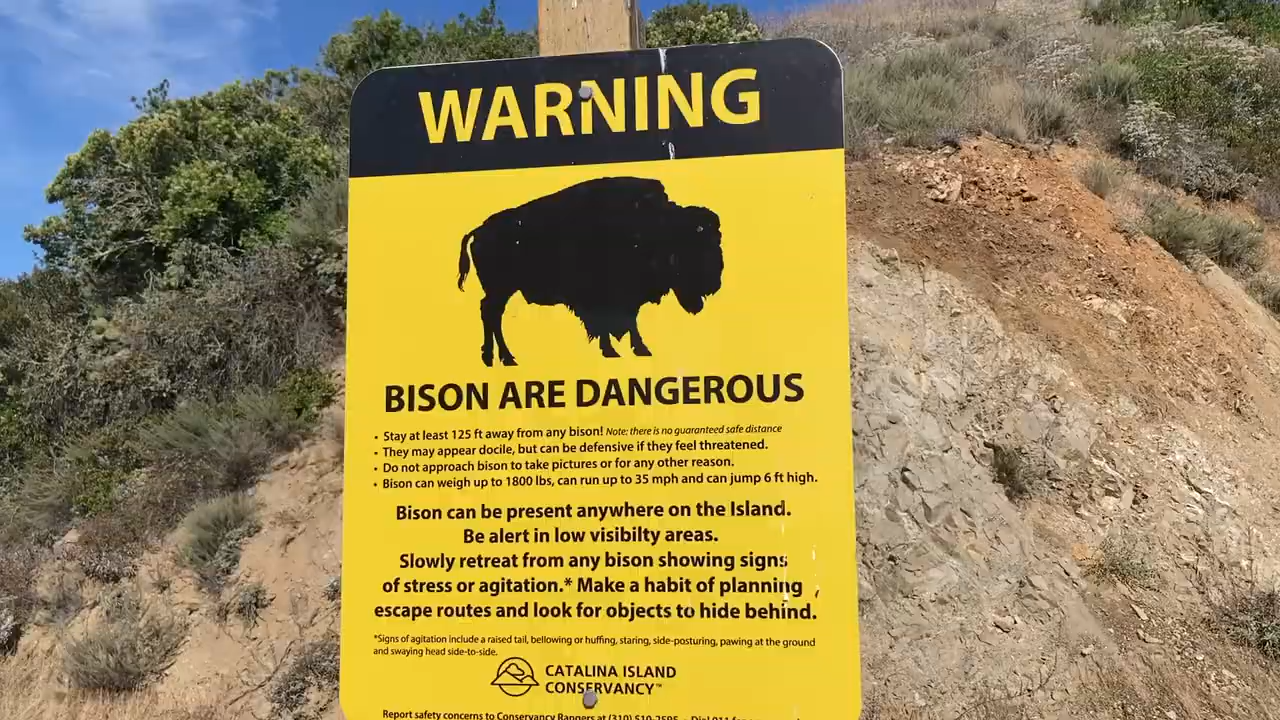 WARNING
BISON ARE DANGEROUS
• Stay at least 125 ft away from any bison! Note: there is no guaranteed safe distance
• They may appear docile, but can be defensive if they feel threatened.
• Do not approach bison to take pictures or for any other reason.
• Bison can weigh up to 1800 lbs, can run up to 35 mph and can jump 6 ft high.
Bison can be present anywhere on the Island.
Be alert in low visibilty areas.
Slowly retreat from any bison showing signs
of stress or agitation.* Make a habit of planning
escape routes and look for objects to hide behind.
*Signs of agitation include a raised tail, bellowing or huffing, staring, side-posturing, pawing at the ground
and swaying head side-to-side.
CATALINA ISLAND
CONSERVANCY™
Report safety concerns to Conservancy Rangers at (310)